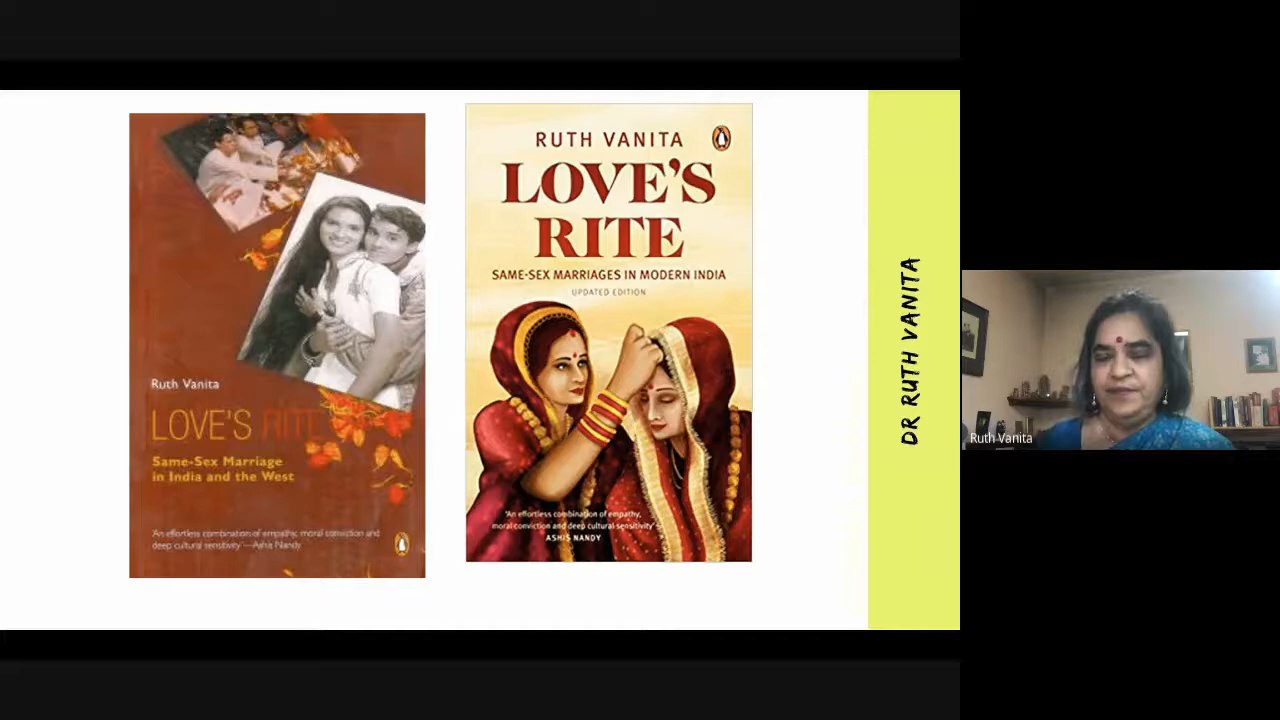 Ruth Vanita
LOVE'S RITE
Same-Sex Marriage
in India and the West
'An effortless combination of empathy, moral conviction and
deep cultural sensitivity'—Ashis Nandy
RUTH VANITA
LOVE'S
RITE
SAME-SEX MARRIAGES IN MODERN INDIA
UPDATED EDITION
'An effortless combination of empathy,
moral conviction and deep cultural sensitivity'
ASHIS NANDY
DR RUTH VANITA
Ruth Vanita